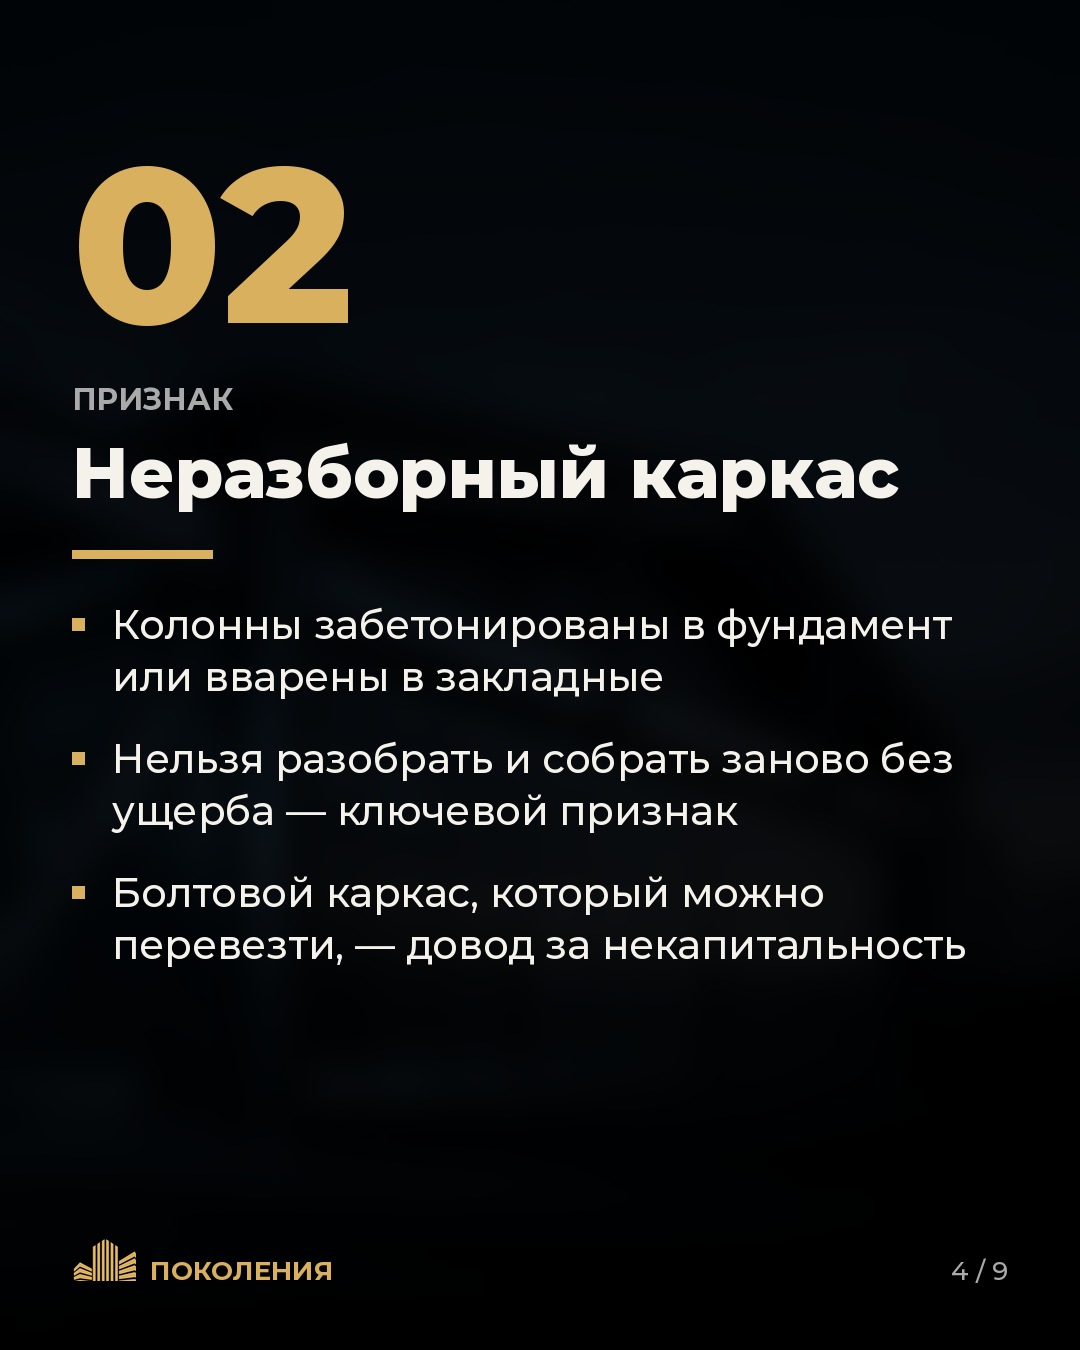 02
ПРИЗНАК
Неразборный каркас
Колонны забетонированы в фундамент
или вварены в закладные
Нельзя разобрать и собрать заново без
ущерба — ключевой признак
Болтовой каркас, который можно
перевезти, — довод за некапитальность
ПОКОЛЕНИЯ
4 / 9